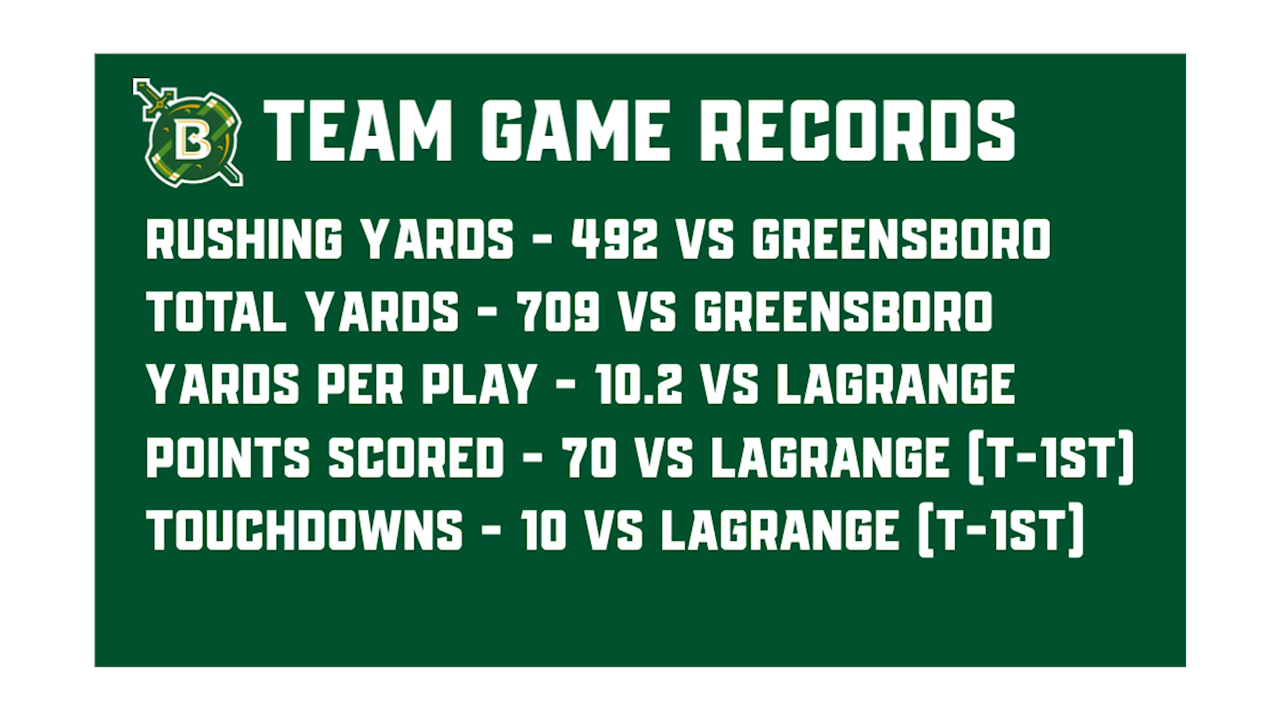 B
TEAM GAME RECORDS
RUSHING YARDS - 492 VS GREENSBORO
TOTAL YARDS - 709 VS GREENSBORO
YARDS PER PLAY - 10.2 VS LAGRANGE
POINTS SCORED - 70 VS LAGRANGE (T-1ST)
TOUCHDOWNS - 10 VS LAGRANGE (T-1ST)